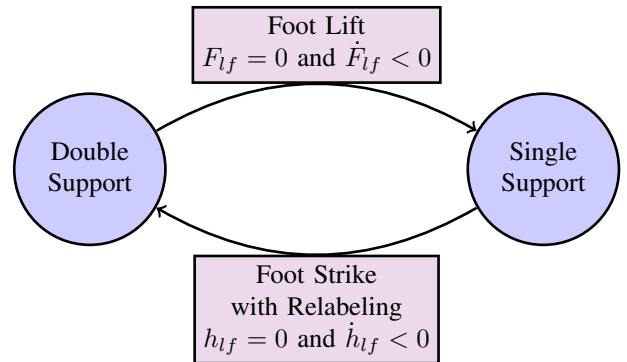 Foot Lift
F_{lf} = 0 and \dot{F}_{lf} < 0
Double
Support
Single
Support
Foot Strike
with Relabeling
h_{lf} = 0 and \dot{h}_{lf} < 0